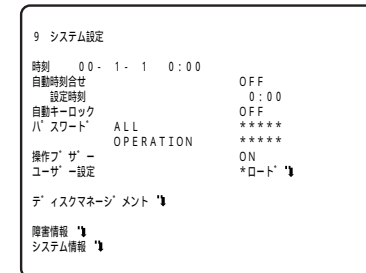 9 システム設定
時刻 00- 1- 1 0:00
自動時刻合せ OFF
設定時刻 0:00
自動キーロック OFF
パスワード ALL *****
OPERATION *****
操作ブザー ON
ユーザー設定 *ロード
ディスクマネージメント
障害情報
システム情報